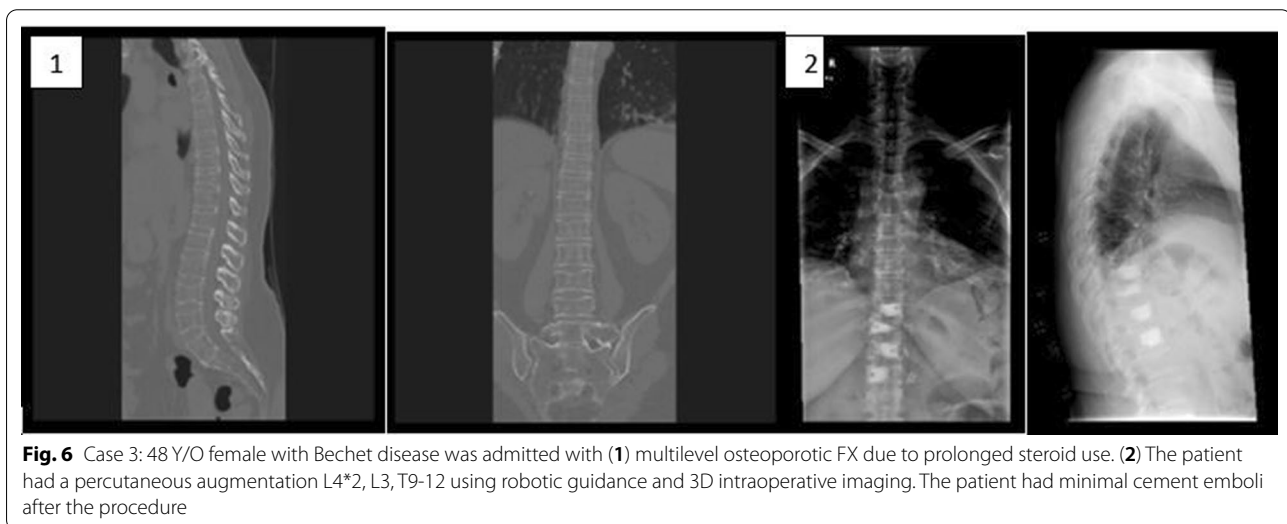 1
2
Fig. 6 Case 3: 48 Y/O female with Bechet disease was admitted with (1) multilevel osteoporotic FX due to prolonged steroid use. (2) The patient
had a percutaneous augmentation L4*2, L3, T9-12 using robotic guidance and 3D intraoperative imaging. The patient had minimal cement emboli
after the procedure